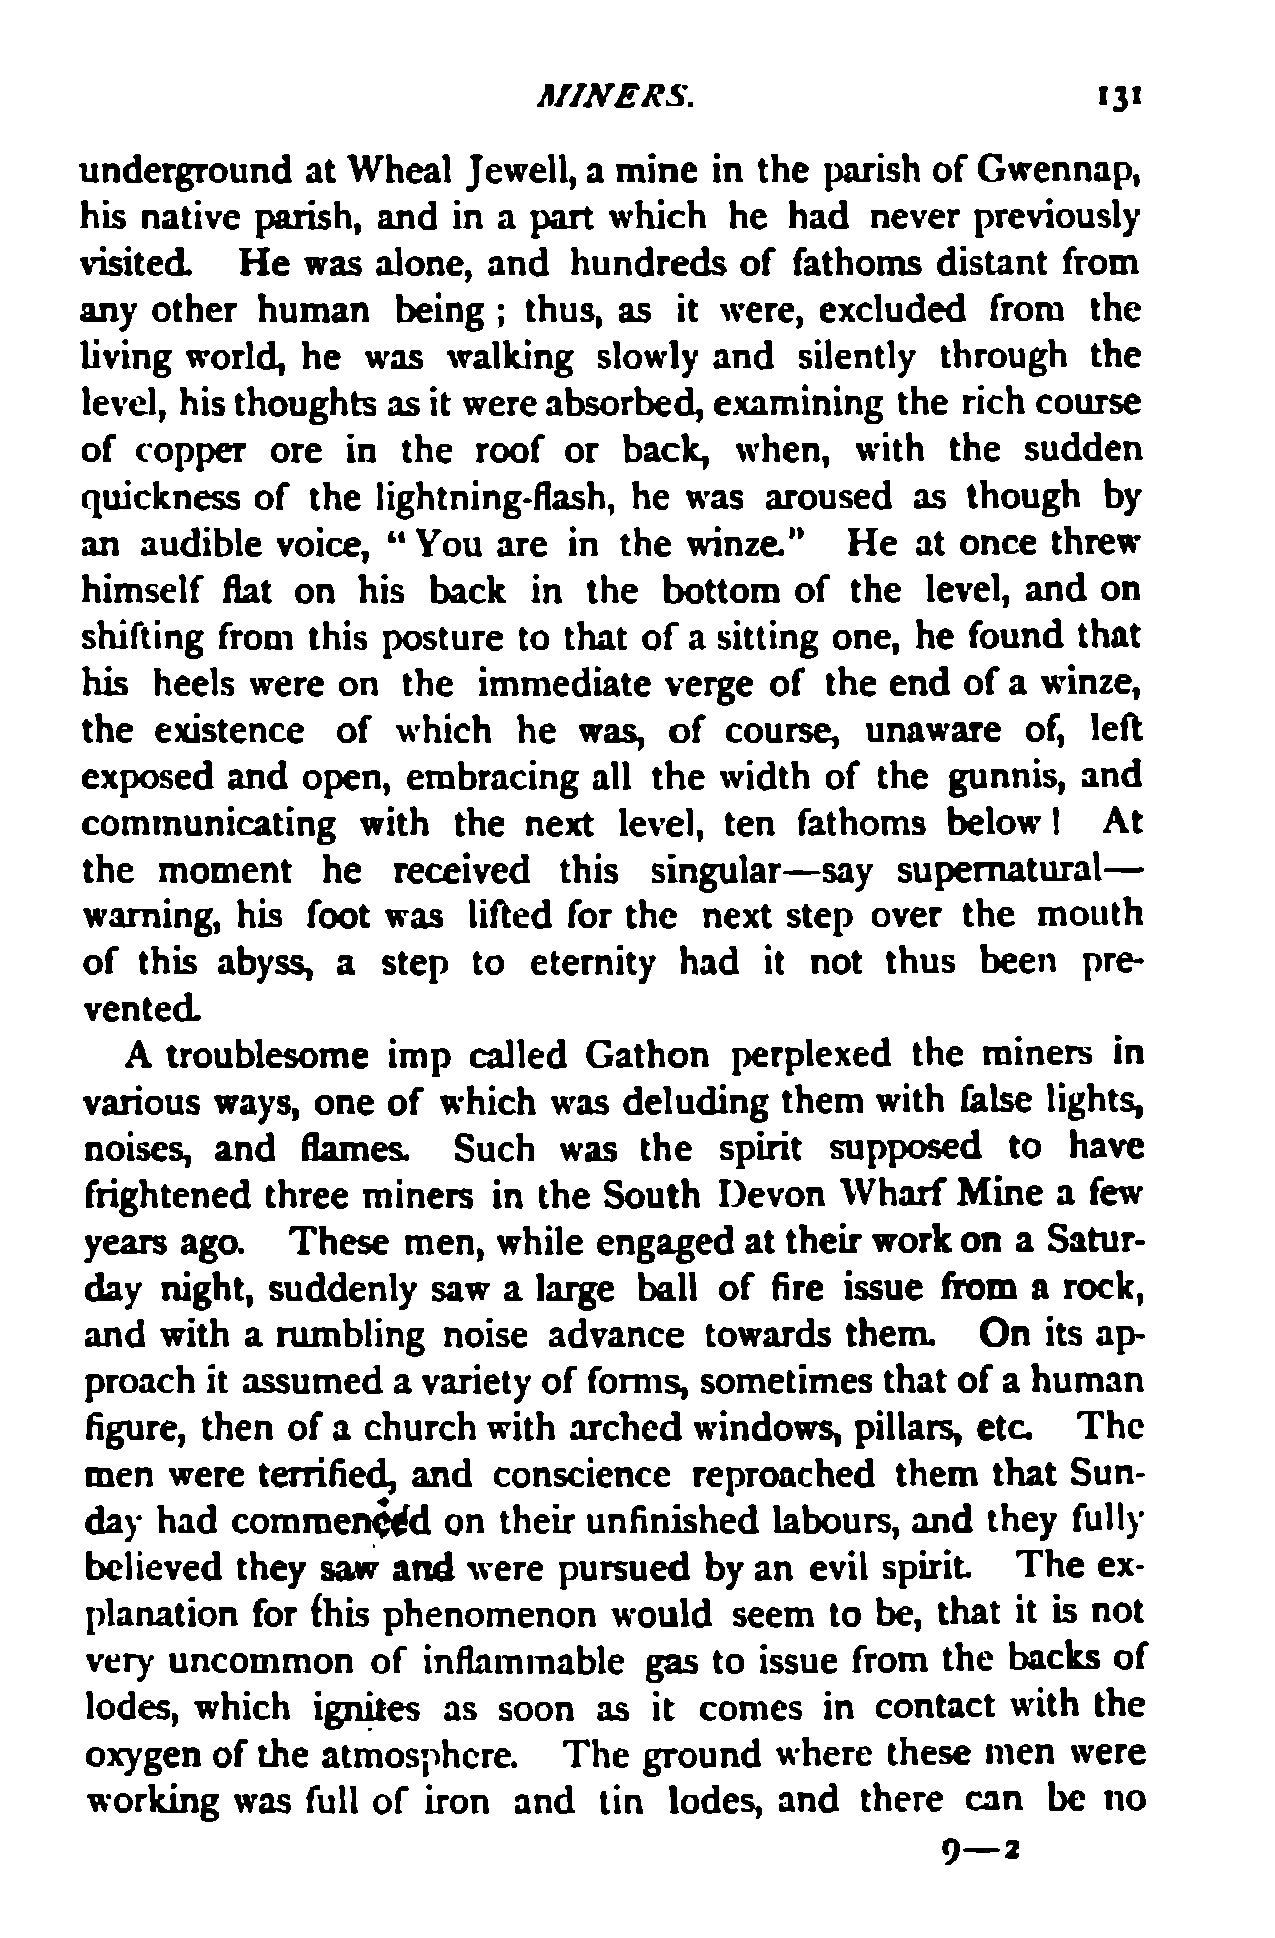 MINERS. 131
underground at Wheal Jewell, a mine in the parish of Gwennap,
his native parish, and in a part which he had never previously
visited. He was alone, and hundreds of fathoms distant from
any other human being ; thus, as it were, excluded from the
living world, he was walking slowly and silently through the
level, his thoughts as it were absorbed, examining the rich course
of copper ore in the roof or back, when, with the sudden
quickness of the lightning-flash, he was aroused as though by
an audible voice, “ You are in the winze.” He at once threw
himself flat on his back in the bottom of the level, and on
shifting from this posture to that of a sitting one, he found that
his heels were on the immediate verge of the end of a winze,
the existence of which he was, of course, unaware of, left
exposed and open, embracing all the width of the gunnis, and
communicating with the next level, ten fathoms below ! At
the moment he received this singular—say supernatural—
warning, his foot was lifted for the next step over the mouth
of this abyss, a step to eternity had it not thus been pre-
vented.
A troublesome imp called Gathon perplexed the miners in
various ways, one of which was deluding them with false lights,
noises, and flames. Such was the spirit supposed to have
frightened three miners in the South Devon Wharf Mine a few
years ago. These men, while engaged at their work on a Satur-
day night, suddenly saw a large ball of fire issue from a rock,
and with a rumbling noise advance towards them. On its ap-
proach it assumed a variety of forms, sometimes that of a human
figure, then of a church with arched windows, pillars, etc. The
men were terrified, and conscience reproached them that Sun-
day had commenced on their unfinished labours, and they fully
believed they saw and were pursued by an evil spirit. The ex-
planation for this phenomenon would seem to be, that it is not
very uncommon of inflammable gas to issue from the backs of
lodes, which ignites as soon as it comes in contact with the
oxygen of the atmosphere. The ground where these men were
working was full of iron and tin lodes, and there can be no
9—2